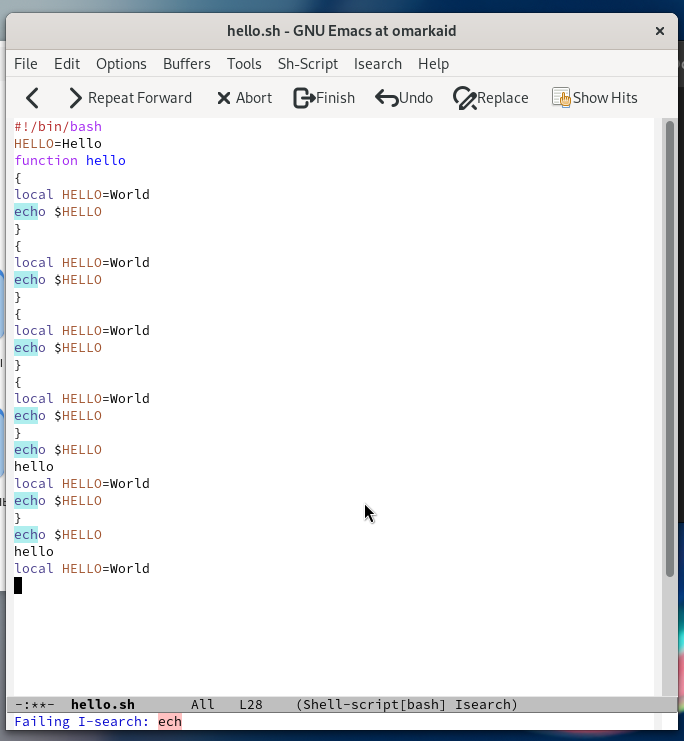 hello.sh - GNU Emacs at omarkaid ×
File Edit Options Buffers Tools Sh-Script Isearch Help
Repeat Forward Abort Finish Undo Replace Show Hits
#!/bin/bash
HELLO=Hello
function hello
{
local HELLO=World
echo $HELLO
}
{
local HELLO=World
echo $HELLO
}
{
local HELLO=World
echo $HELLO
}
{
local HELLO=World
echo $HELLO
}
echo $HELLO
hello
local HELLO=World
echo $HELLO
}
echo $HELLO
hello
local HELLO=World
-:**- hello.sh All L28 (Shell-script[bash] Isearch)
Failing I-search: ech